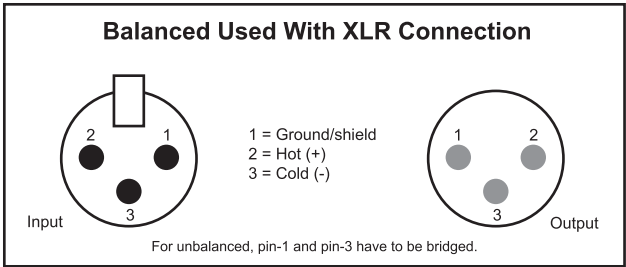 Balanced Used With XLR Connection
2 1
3
Input
1 = Ground/shield
2 = Hot (+)
3 = Cold (-)
1 2
3
Output
For unbalanced, pin-1 and pin-3 have to be bridged.